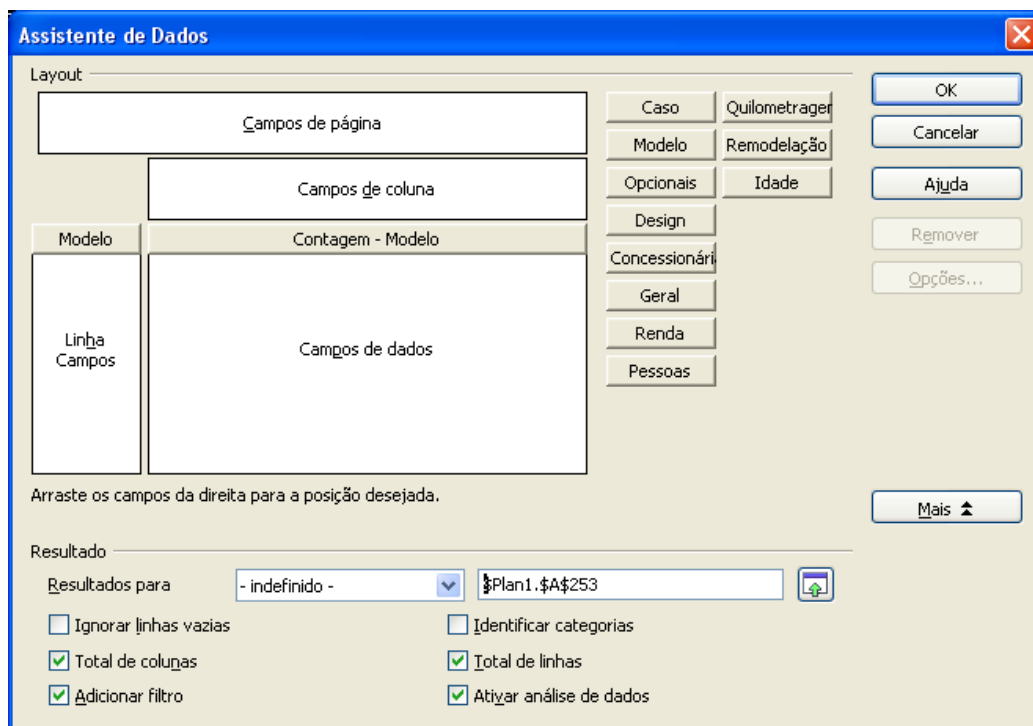 Assistente de Dados
Layout
Campos de página
Campos de coluna
Modelo
Contagem - Modelo
Linha
Campos
Campos de dados
Caso
Quilometrager
Modelo
Remodelação
Opcionais
Idade
Design
Concessionári
Geral
Renda
Pessoas
OK
Cancelar
Ajuda
Remover
Opções...
Arraste os campos da direita para a posição desejada.
Mais
Resultado
Resultados para
- indefinido -
$Plan1.$A$253
Ignorar linhas vazias
Identificar categorias
Total de colunas
Total de linhas
Adicionar filtro
Ativar análise de dados